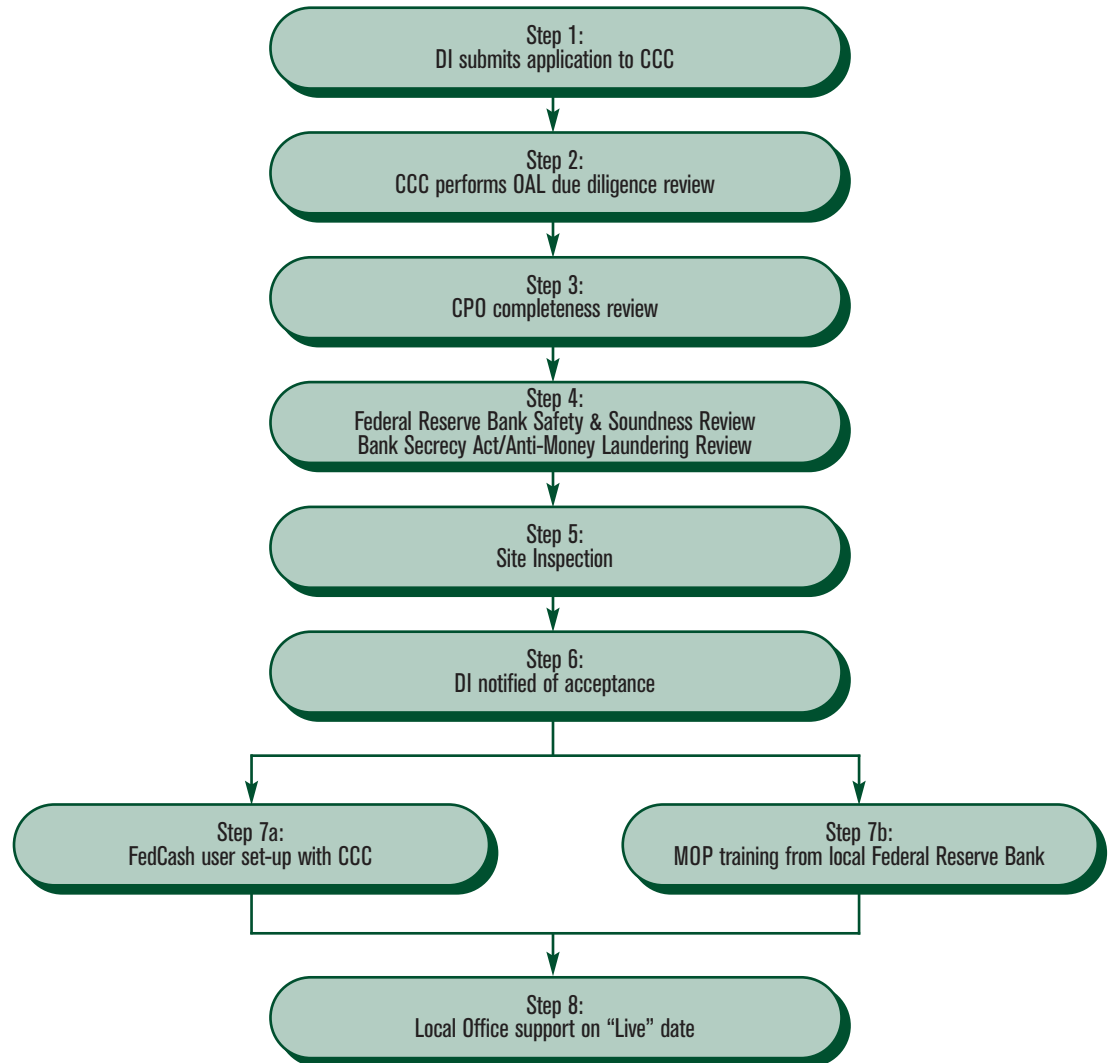 Step 1:
DI submits application to CCC
Step 2:
CCC performs OAL due diligence review
Step 3:
CPO completeness review
Step 4:
Federal Reserve Bank Safety & Soundness Review
Bank Secrecy Act/Anti-Money Laundering Review
Step 5:
Site Inspection
Step 6:
DI notified of acceptance
Step 7a:
FedCash user set-up with CCC
Step 7b:
MOP training from local Federal Reserve Bank
Step 8:
Local Office support on “Live” date